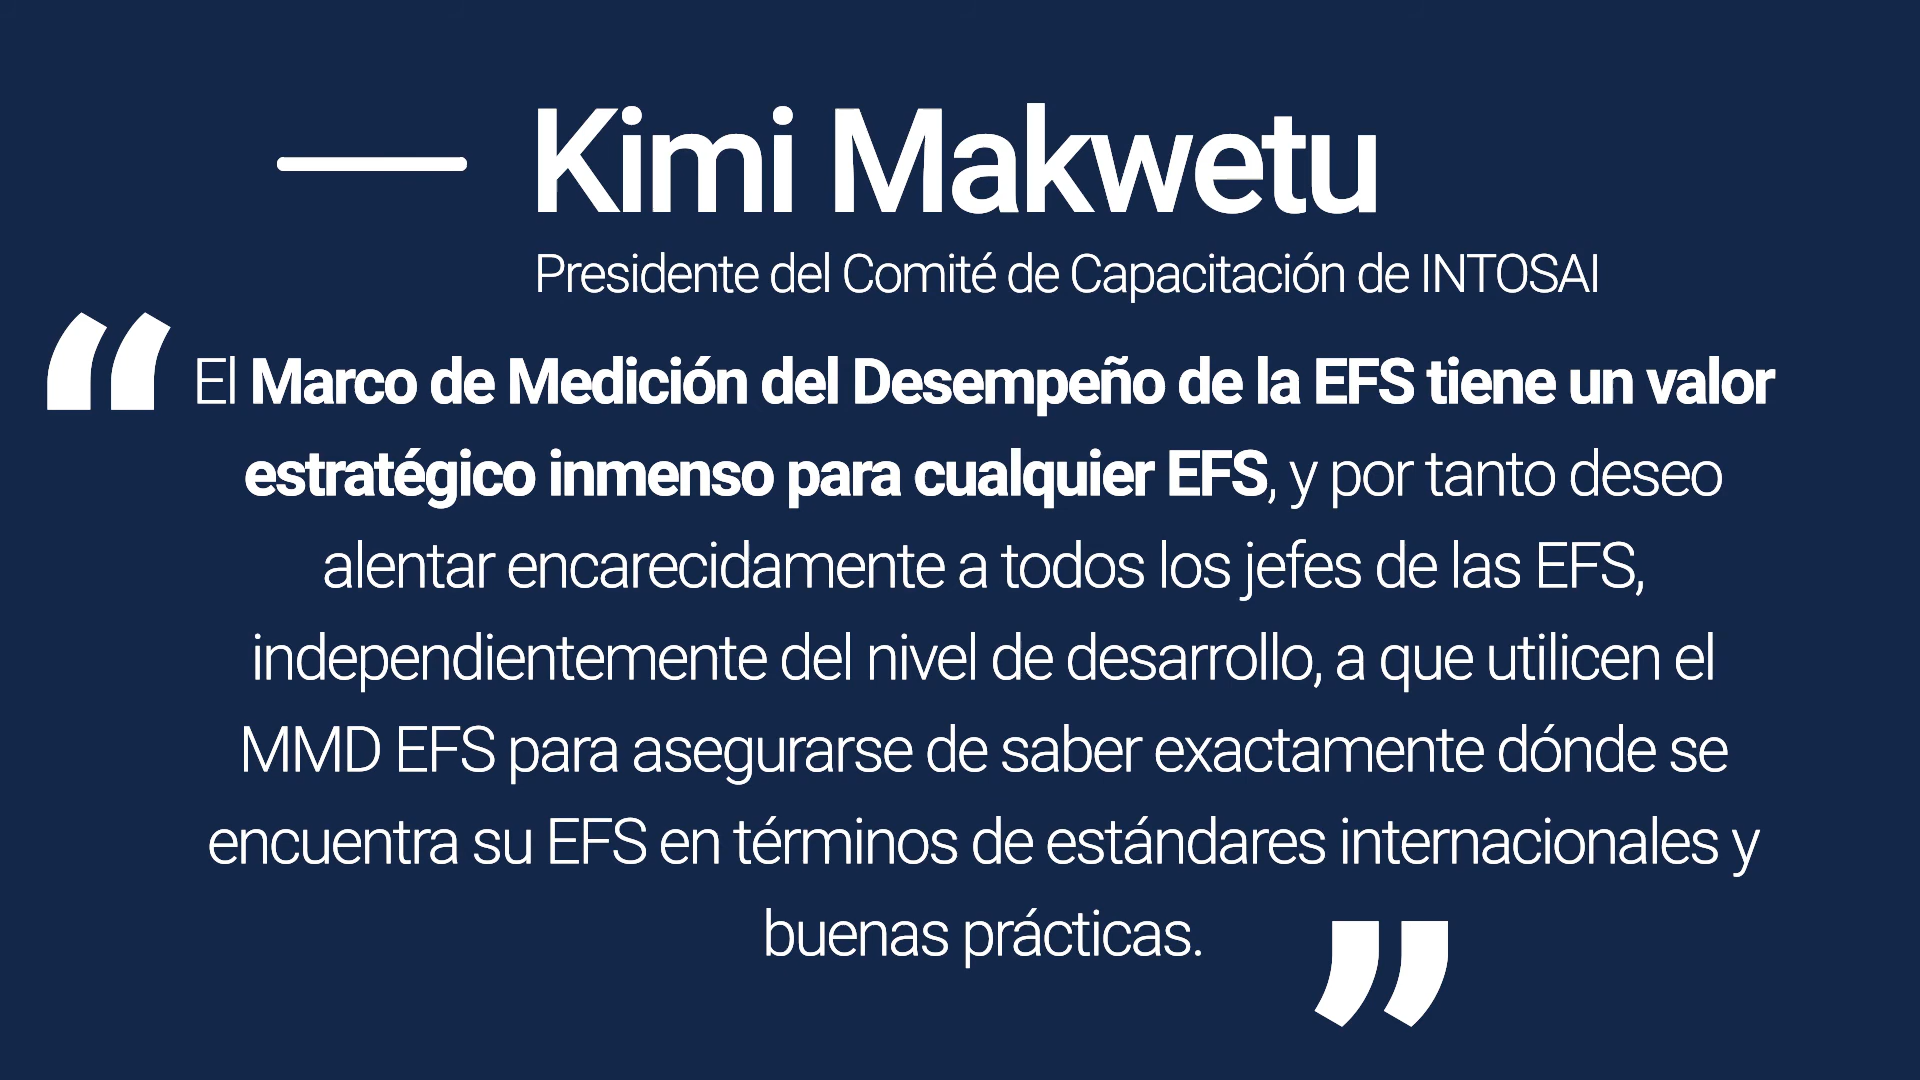 — Kimi Makwetu
Presidente del Comité de Capacitación de INTOSAI
“ El Marco de Medición del Desempeño de la EFS tiene un valor
estratégico inmenso para cualquier EFS, y por tanto deseo
alentar encarecidamente a todos los jefes de las EFS,
independientemente del nivel de desarrollo, a que utilicen el
MMD EFS para asegurarse de saber exactamente dónde se
encuentra su EFS en términos de estándares internacionales y
buenas prácticas. ”